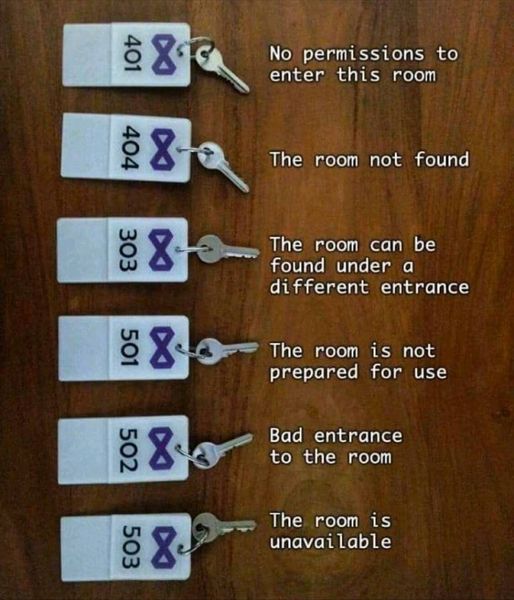 401
No permissions to
enter this room
404
The room not found
303
The room can be
found under a
different entrance
501
The room is not
prepared for use
502
Bad entrance
to the room
503
The room is
unavailable